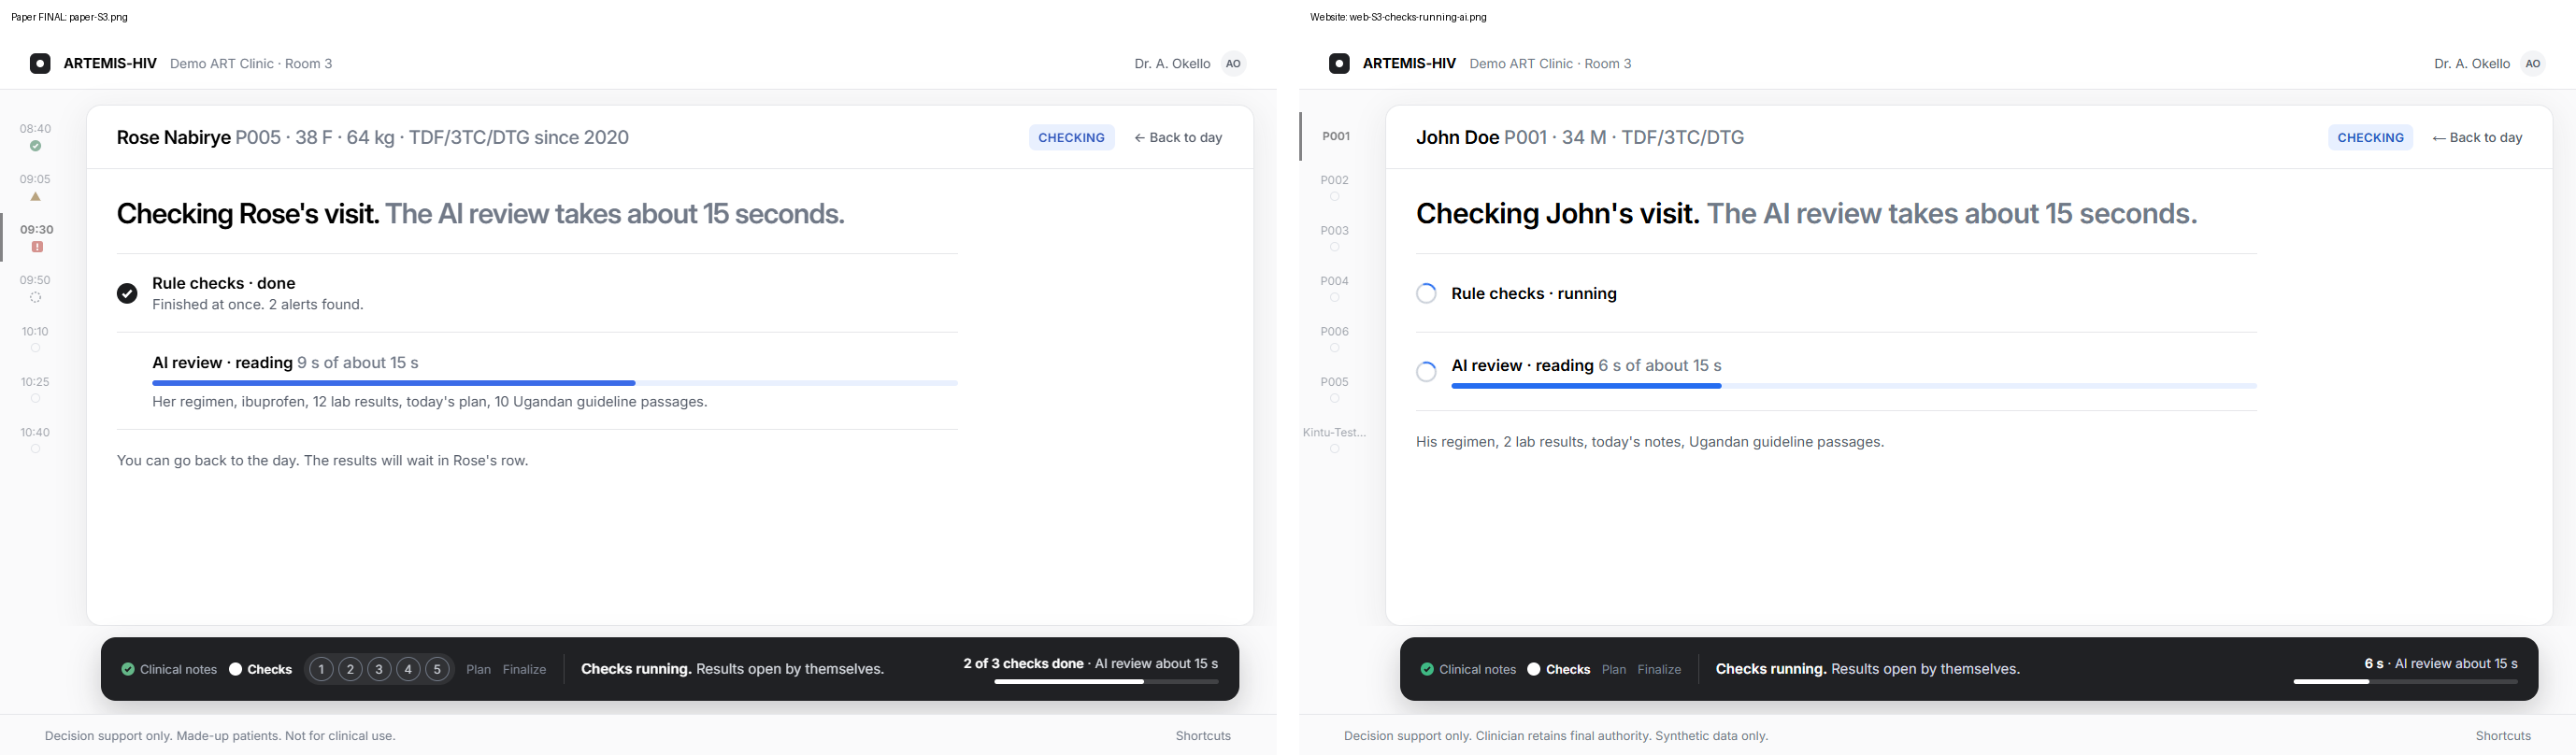 Paper FINAL: paper-S3.png
ARTEMIS-HIV Demo ART Clinic · Room 3
Dr. A. Okello AO
08:40
09:05
09:30
09:50
10:10
10:25
10:40
Rose Nabirye P005 · 38 F · 64 kg · TDF/3TC/DTG since 2020
CHECKING
← Back to day
Checking Rose's visit. The AI review takes about 15 seconds.
Rule checks · done
Finished at once. 2 alerts found.
AI review · reading 9 s of about 15 s
Her regimen, ibuprofen, 12 lab results, today's plan, 10 Ugandan guideline passages.
You can go back to the day. The results will wait in Rose's row.
Clinical notes Checks 1 2 3 4 5 Plan Finalize
Checks running. Results open by themselves.
2 of 3 checks done · AI review about 15 s
Decision support only. Made-up patients. Not for clinical use.
Shortcuts
Website: web-S3-checks-running-ai.png
ARTEMIS-HIV Demo ART Clinic · Room 3
Dr. A. Okello AO
P001
P002
P003
P004
P006
P005
Kintu-Test...
John Doe P001 · 34 M · TDF/3TC/DTG
CHECKING
← Back to day
Checking John's visit. The AI review takes about 15 seconds.
Rule checks · running
AI review · reading 6 s of about 15 s
His regimen, 2 lab results, today's notes, Ugandan guideline passages.
Clinical notes Checks Plan Finalize
Checks running. Results open by themselves.
6 s · AI review about 15 s
Decision support only. Clinician retains final authority. Synthetic data only.
Shortcuts